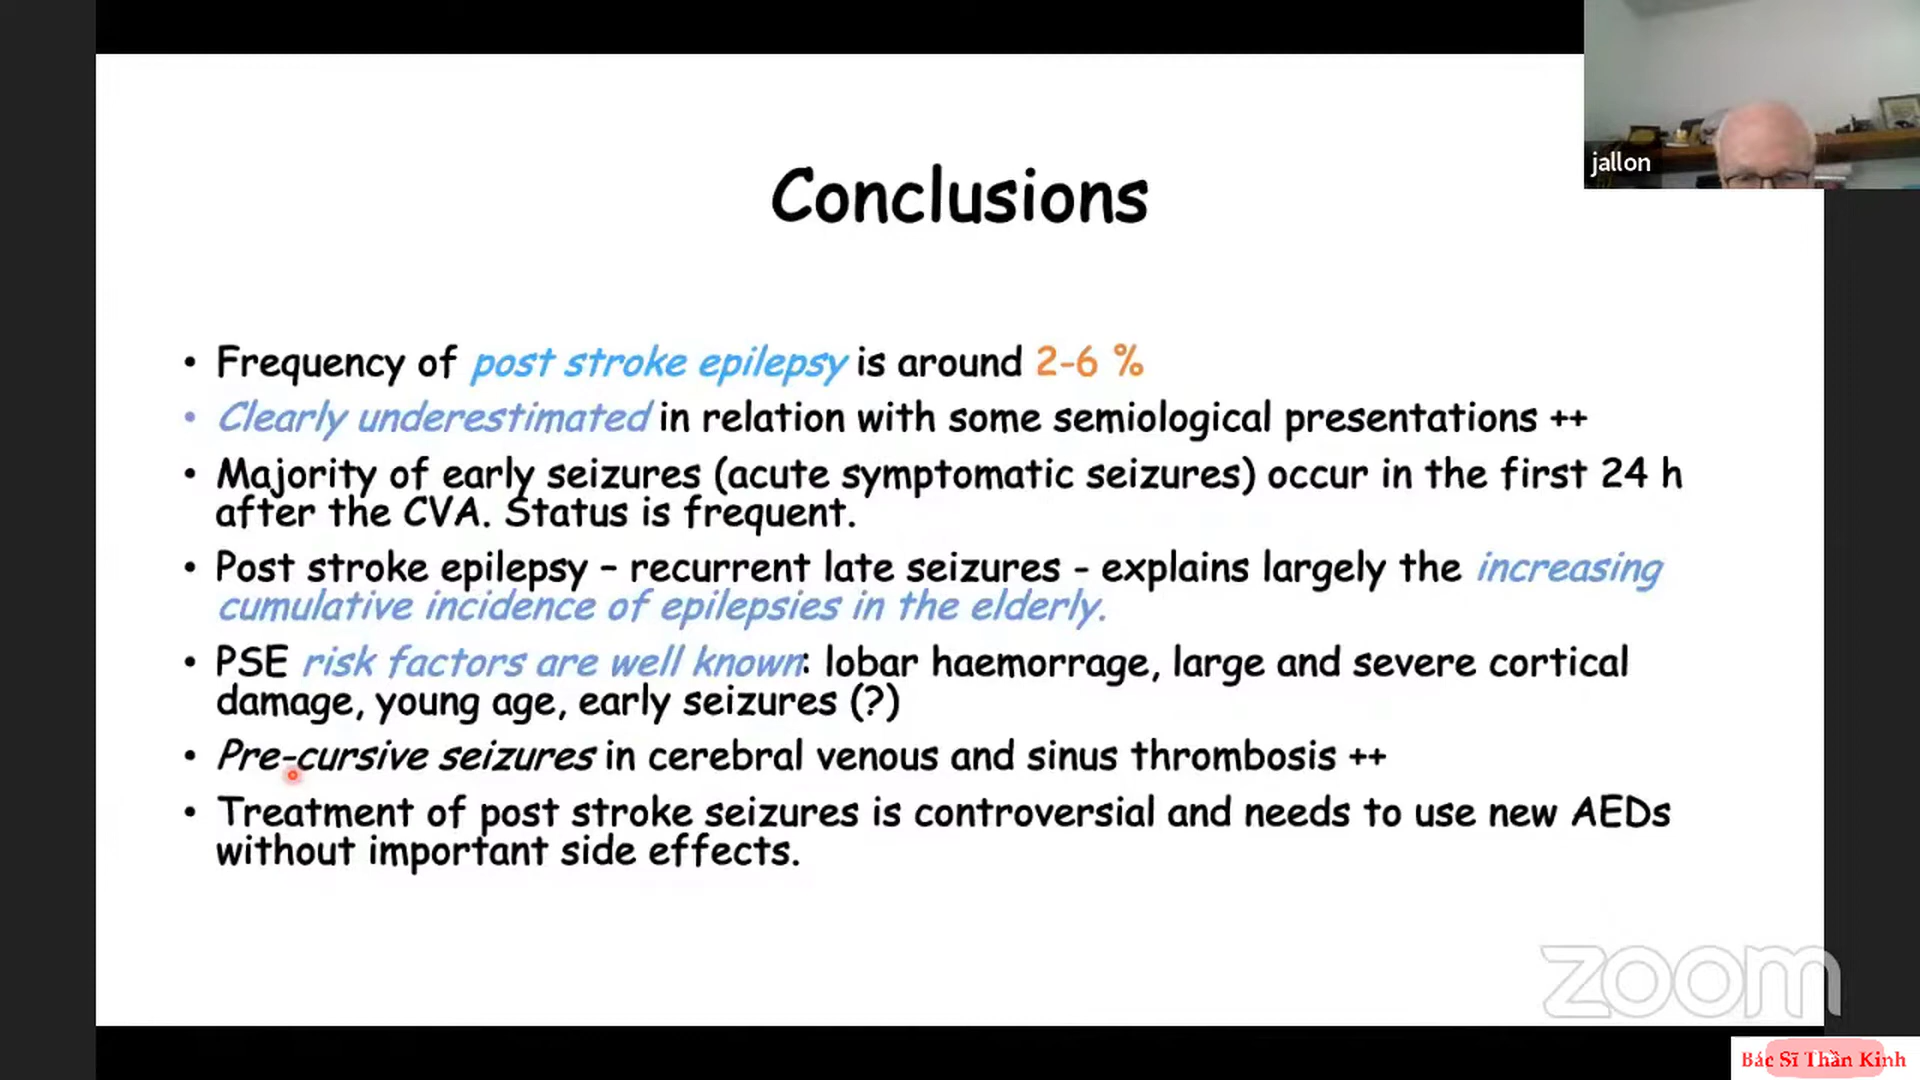 jallon
Conclusions
• Frequency of post stroke epilepsy is around 2-6 %
• Clearly underestimated in relation with some semiological presentations ++
• Majority of early seizures (acute symptomatic seizures) occur in the first 24 h
after the CVA. Status is frequent.
• Post stroke epilepsy – recurrent late seizures - explains largely the increasing
cumulative incidence of epilepsies in the elderly.
• PSE risk factors are well known: lobar haemorrage, large and severe cortical
damage, young age, early seizures (?)
• Pre-cursive seizures in cerebral venous and sinus thrombosis ++
• Treatment of post stroke seizures is controversial and needs to use new AEDs
without important side effects.
zoom
Bác Sĩ Thần Kinh